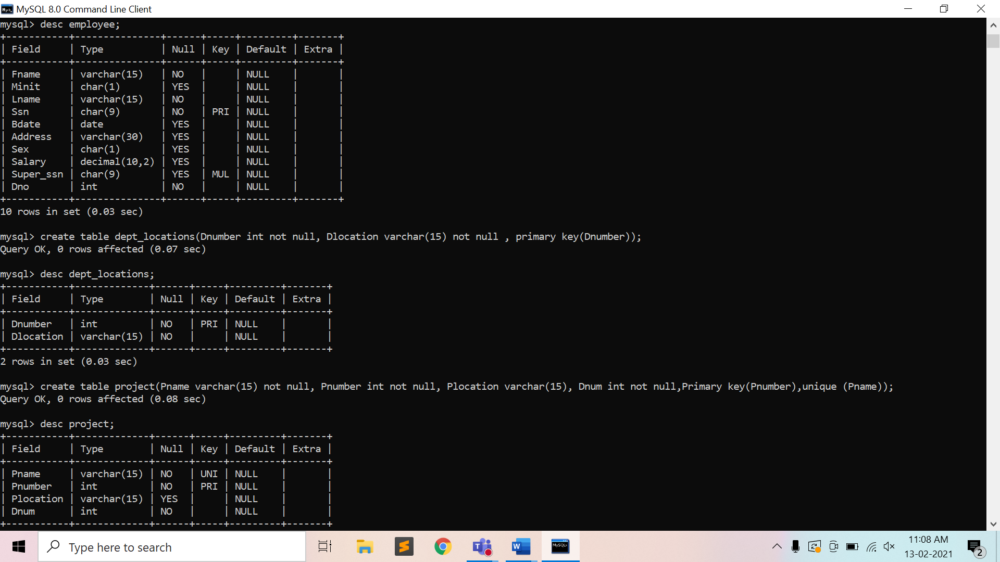 MySQL 8.0 Command Line Client
mysql> desc employee;
+-----------+---------------+------+-----+---------+-------+
| Field     | Type          | Null | Key | Default | Extra |
+-----------+---------------+------+-----+---------+-------+
| Fname     | varchar(15)   | NO   |     | NULL    |       |
| Minit     | char(1)       | YES  |     | NULL    |       |
| Lname     | varchar(15)   | NO   |     | NULL    |       |
| Ssn       | char(9)       | NO   | PRI | NULL    |       |
| Bdate     | date          | YES  |     | NULL    |       |
| Address   | varchar(30)   | YES  |     | NULL    |       |
| Sex       | char(1)       | YES  |     | NULL    |       |
| Salary    | decimal(10,2) | YES  |     | NULL    |       |
| Super_ssn | char(9)       | YES  | MUL | NULL    |       |
| Dno       | int           | NO   |     | NULL    |       |
+-----------+---------------+------+-----+---------+-------+
10 rows in set (0.03 sec)
mysql> create table dept_locations(Dnumber int not null, Dlocation varchar(15) not null , primary key(Dnumber));
Query OK, 0 rows affected (0.07 sec)
mysql> desc dept_locations;
+-----------+-------------+------+-----+---------+-------+
| Field     | Type        | Null | Key | Default | Extra |
+-----------+-------------+------+-----+---------+-------+
| Dnumber   | int         | NO   | PRI | NULL    |       |
| Dlocation | varchar(15) | NO   |     | NULL    |       |
+-----------+-------------+------+-----+---------+-------+
2 rows in set (0.03 sec)
mysql> create table project(Pname varchar(15) not null, Pnumber int not null, Plocation varchar(15), Dnum int not null,Primary key(Pnumber),unique (Pname));
Query OK, 0 rows affected (0.08 sec)
mysql> desc project;
+-----------+-------------+------+-----+---------+-------+
| Field     | Type        | Null | Key | Default | Extra |
+-----------+-------------+------+-----+---------+-------+
| Pname     | varchar(15) | NO   | UNI | NULL    |       |
| Pnumber   | int         | NO   | PRI | NULL    |       |
| Plocation | varchar(15) | YES  |     | NULL    |       |
| Dnum      | int         | NO   |     | NULL    |       |
+-----------+-------------+------+-----+---------+-------+
Type here to search
MySQL>
11:08 AM
13-02-2021
2